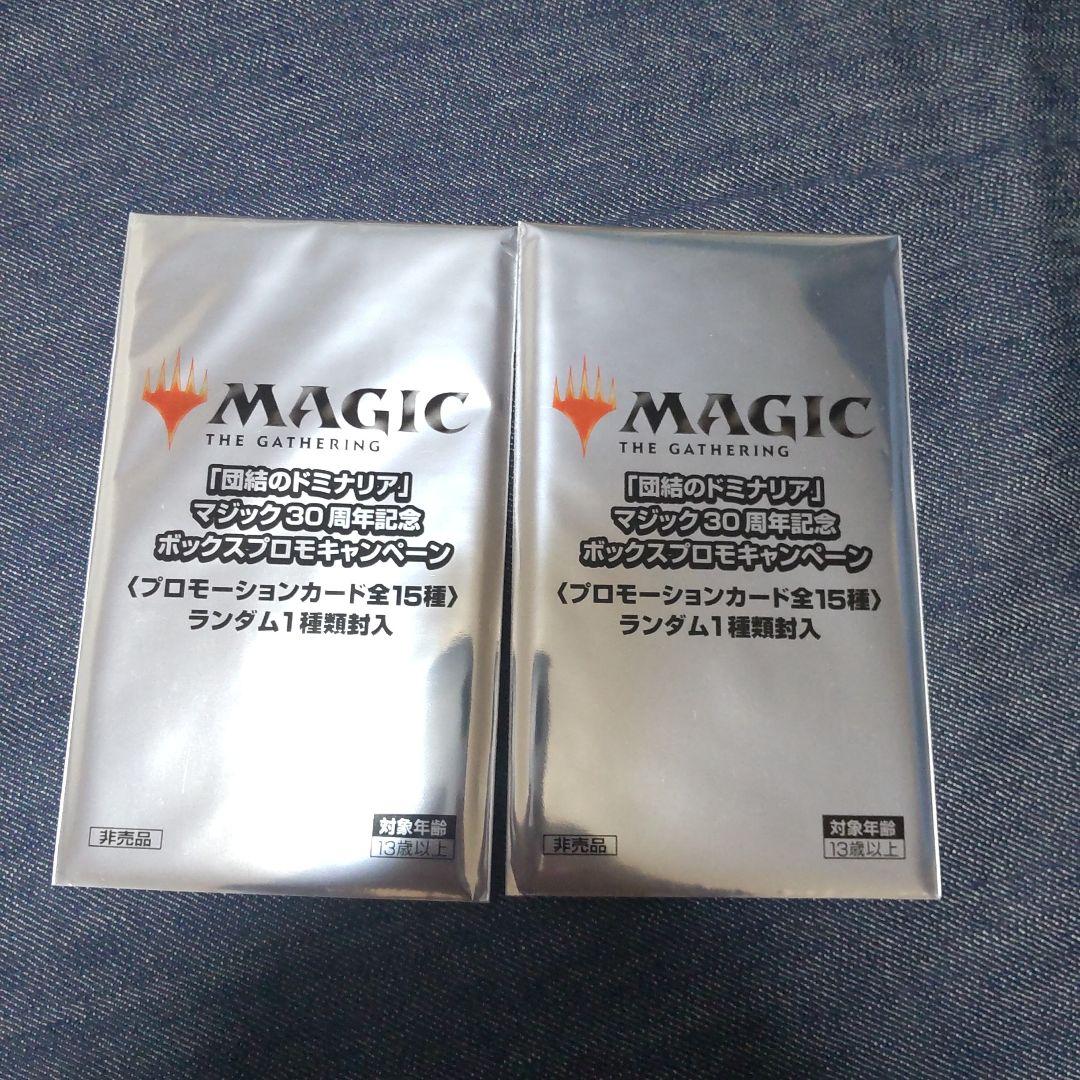 MAGIC
THE GATHERING
「団結のドミナリア」
マジック30周年記念
ボックスプロモキャンペーン
〈プロモーションカード全15種〉
ランダム1種類封入
非売品
対象年齢
13歳以上
MAGIC
THE GATHERING
「団結のドミナリア」
マジック30周年記念
ボックスプロモキャンペーン
〈プロモーションカード全15種〉
ランダム1種類封入
非売品
対象年齢
13歳以上